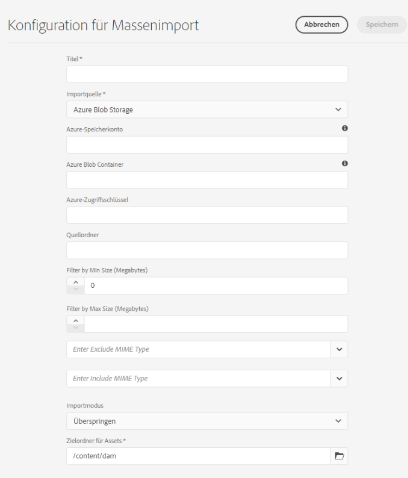 Konfiguration für Massenimport
Abbrechen
Speichern
Titel *
Importquelle *
Azure Blob Storage
Azure-Speicherkonto
Azure Blob Container
Azure-Zugriffsschlüssel
Quellordner
Filter by Min Size (Megabytes)
0
Filter by Max Size (Megabytes)
Enter Exclude MIME Type
Enter Include MIME Type
Importmodus
Überspringen
Zielordner für Assets *
/content/dam